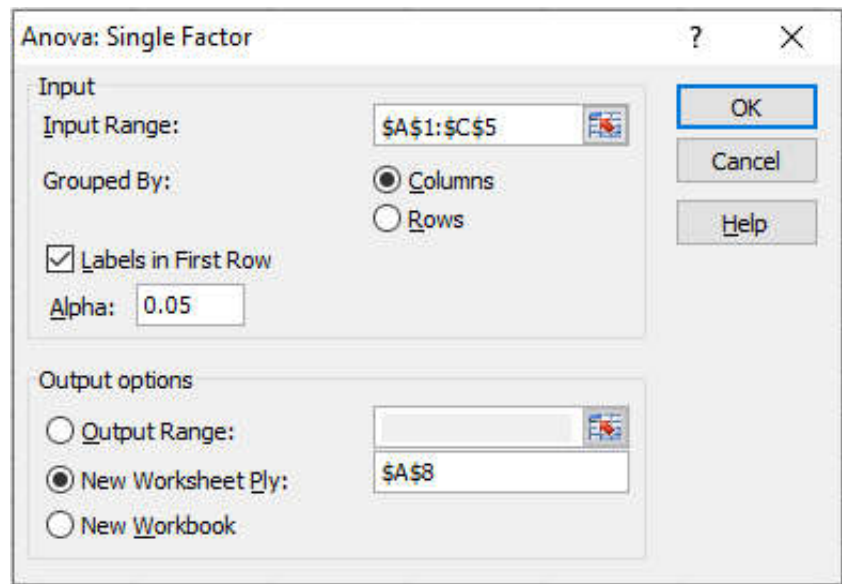 Anova: Single Factor ? X
Input
Input Range: $A$1:$C$5
OK
Grouped By: Columns
Cancel
Rows
Help
Labels in First Row
Alpha: 0.05
Output options
Output Range:
New Worksheet Ply: $A$8
New Workbook